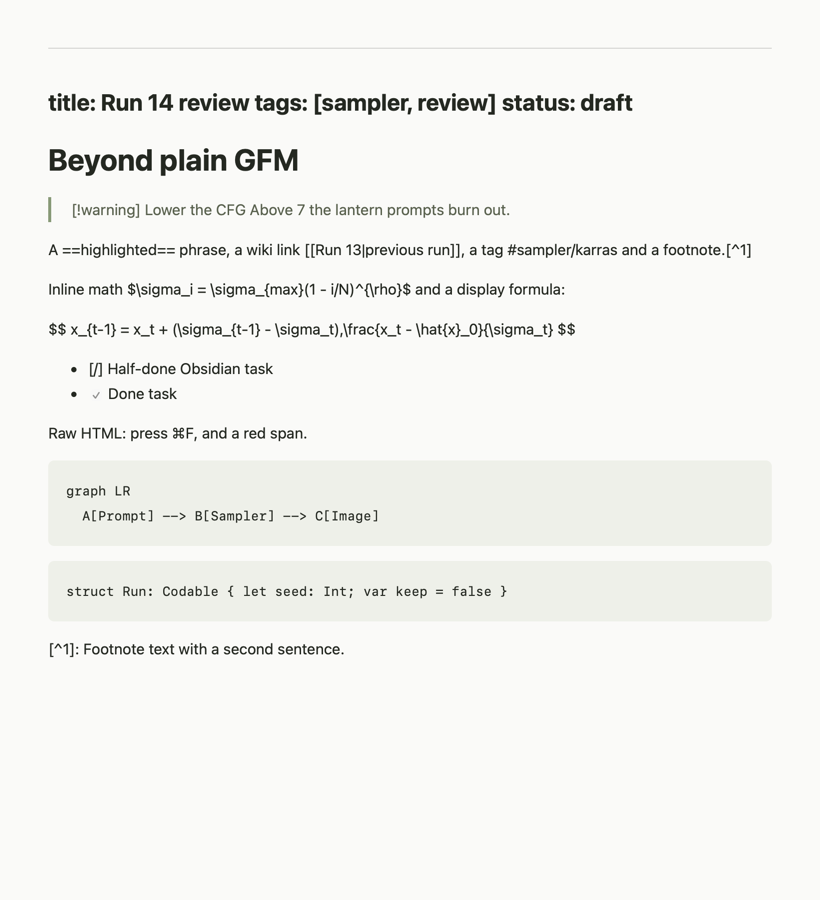 title: Run 14 review tags: [sampler, review] status: draft
Beyond plain GFM
[!warning] Lower the CFG Above 7 the lantern prompts burn out.
A ==highlighted== phrase, a wiki link [[Run 13|previous run]], a tag #sampler/karras and a footnote.[^1]
Inline math $\sigma_i = \sigma_{max}(1 - i/N)^{\rho}$ and a display formula:
$$ x_{t-1} = x_t + (\sigma_{t-1} - \sigma_t),\frac{x_t - \hat{x}_0}{\sigma_t} $$
• [/] Half-done Obsidian task
• ✓ Done task
Raw HTML: press ⌘F, and a red span.
graph LR
  A[Prompt] --> B[Sampler] --> C[Image]
struct Run: Codable { let seed: Int; var keep = false }
[^1]: Footnote text with a second sentence.